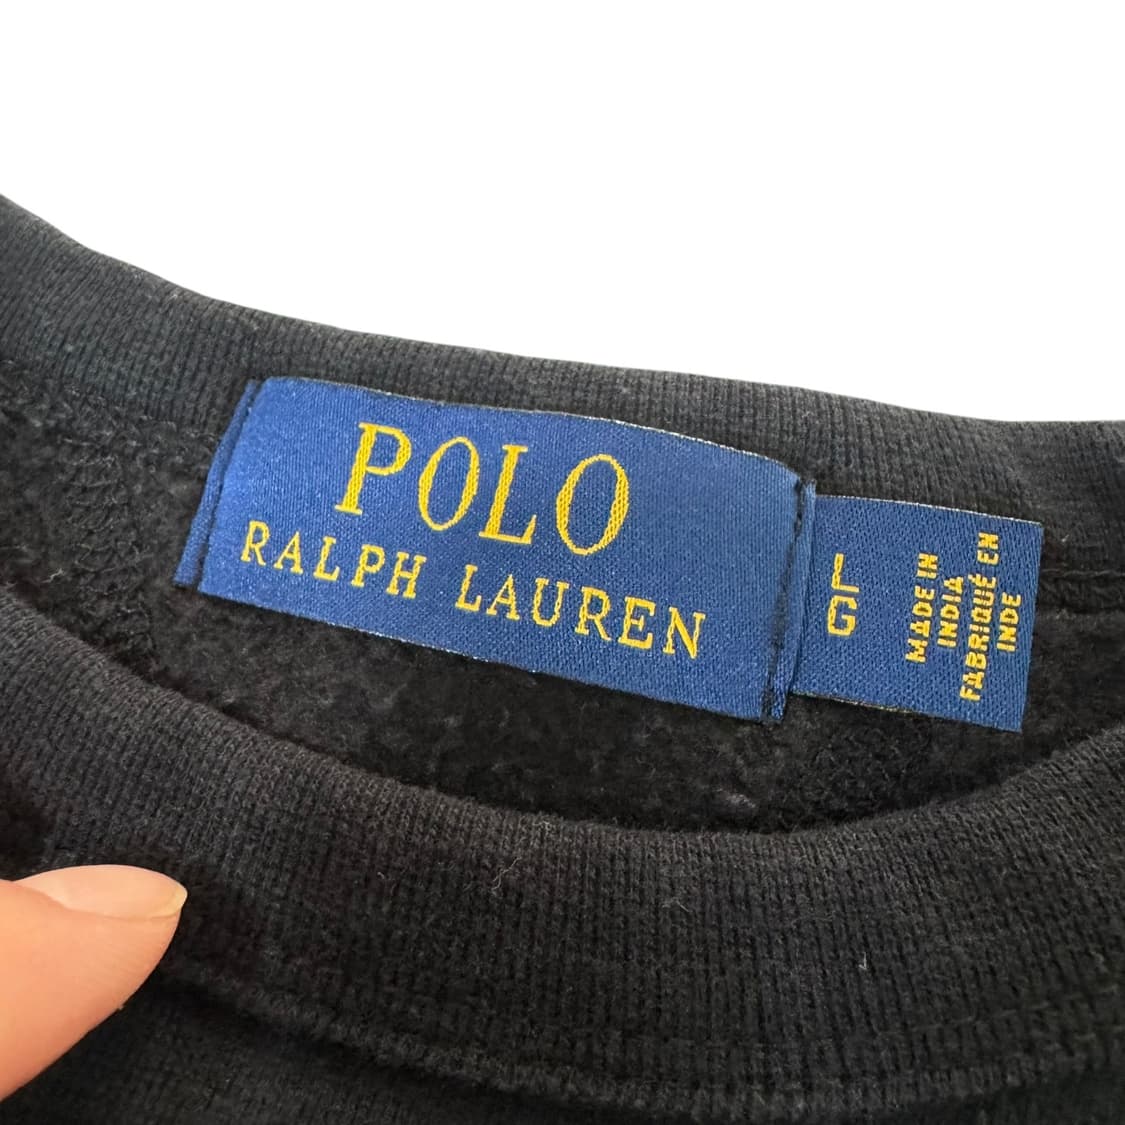 POLO
RALPH LAUREN
L
G
MADE IN
INDIA
FABRIQUÉ EN
INDE